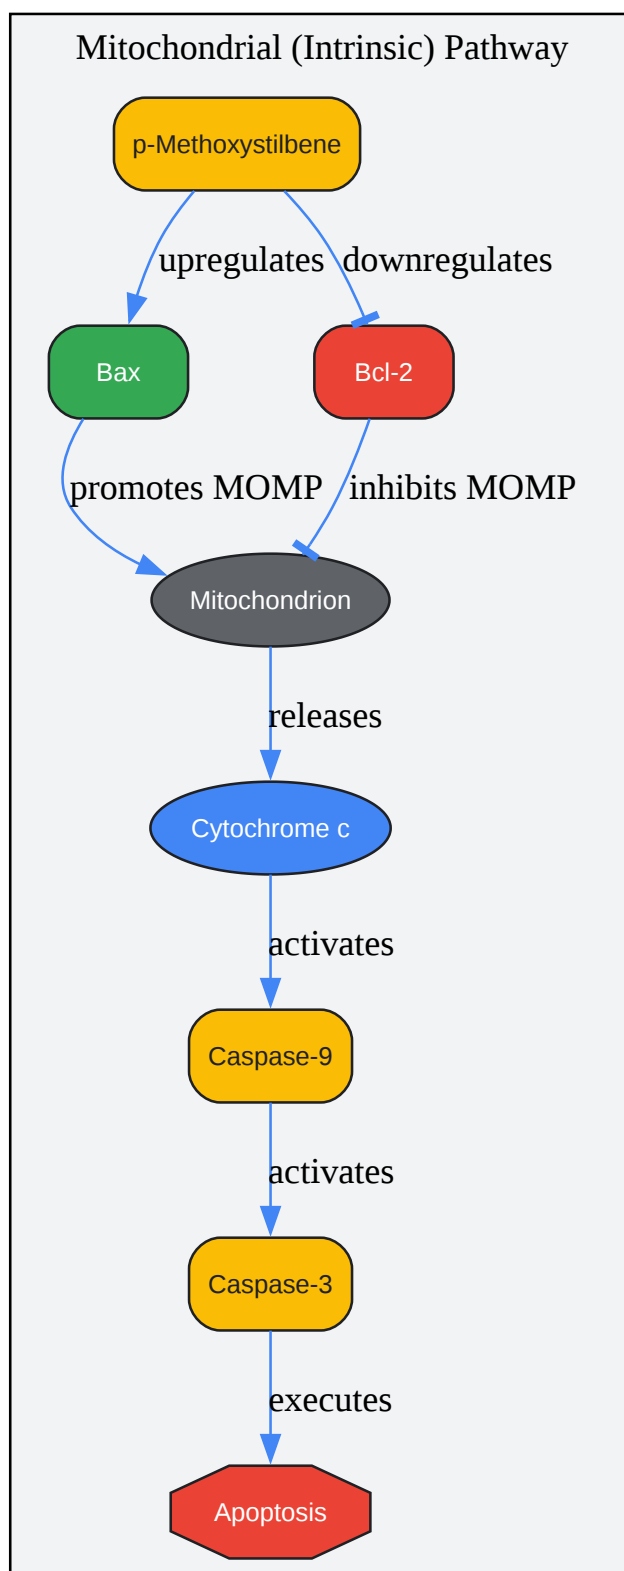 Mitochondrial (Intrinsic) Pathway
p-Methoxystilbene
upregulates
downregulates
Bax
Bcl-2
promotes MOMP
inhibits MOMP
Mitochondrion
releases
Cytochrome c
activates
Caspase-9
activates
Caspase-3
executes
Apoptosis